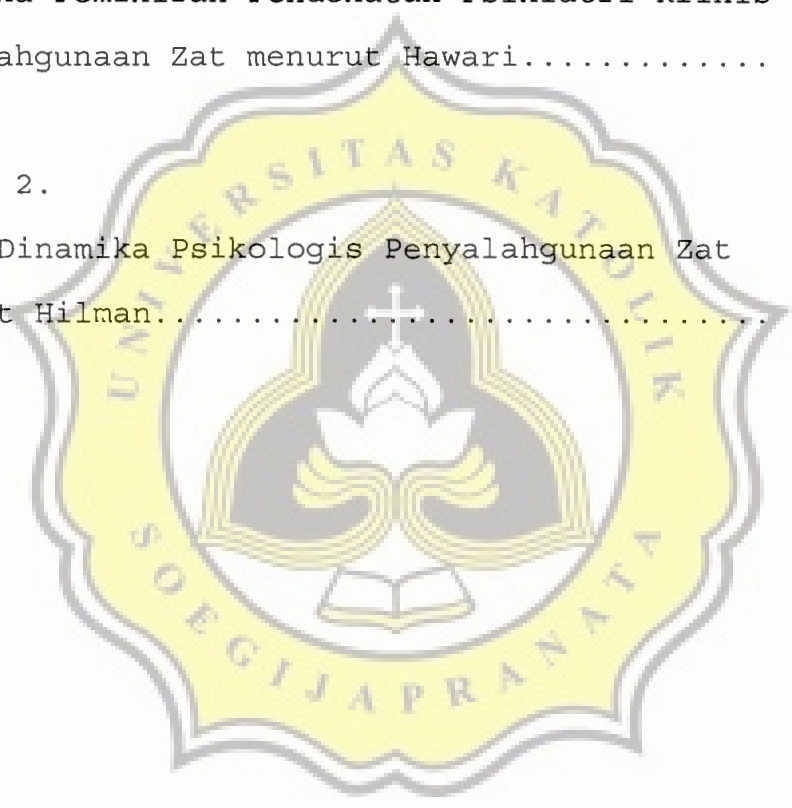 ahgunaan Zat menurut Hawari.............
2.
Dinamika Psikologis Penyalahgunaan Zat
t Hilman..................................
UNIVERSITAS KATOLIK
SOEGIJAPRANATA